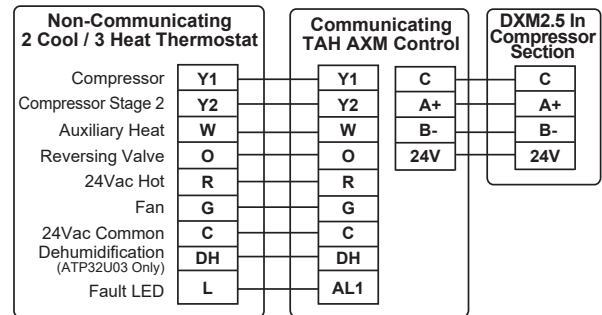 Non-Communicating
2 Cool / 3 Heat Thermostat
Communicating
TAH AXM Control
DXM2.5 In
Compressor
Section
Compressor Y1 Y1 C C
Compressor Stage 2 Y2 Y2 A+ A+
Auxiliary Heat W W B- B-
Reversing Valve O O 24V 24V
24Vac Hot R R
Fan G G
24Vac Common C C
Dehumidification
(ATP32U03 Only) DH DH
Fault LED L AL1